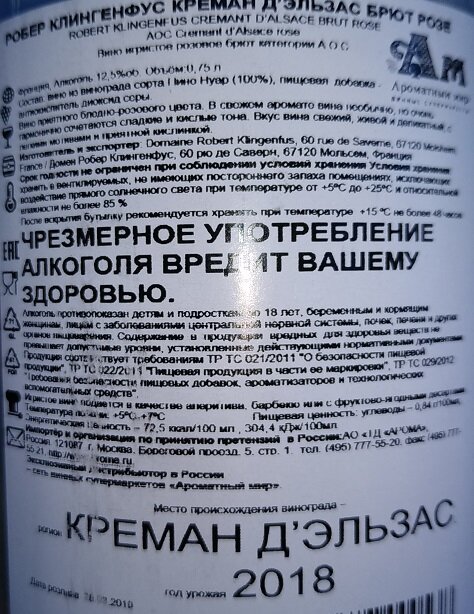 РОБЕР КЛИНГЕНФУС КРЕМАН Д'ЭЛЬЗАС БРЮТ РОЗЕ
ROBERT KLINGENFUS CREMANT D'ALSACE BRUT ROSE
AOC Cremant d'Alsace rose
Вино игристое розовое брют категории А.О.С.
Ам
Ароматный
Франция, Алкоголь 12,5%об. Объём:0,75 л
Состав: вино из винограда сорта Пино Нуар (100%), пищевая добавка -
антиокислитель диоксид серы.
Вино приятного бледно-розового цвета. В свежем аромате вина необычно, но очень
гармонично сочетаются сладкие и кислые тона. Вкус вина свежий, живой и деликатный, с
мотивами и приятной кислинкой.
Изготовитель и экспортер: Domaine Robert Klingenfus, 60 rue de Saverne, 67120 Molsheim,
France / Домен Робер Клингенфус, 60 рю де Саверн, 67120 Мольсем, Франция
Срок годности не ограничен при соблюдении условий хранения Условия хранения:
хранить в вентилируемых, не имеющих постороннего запаха помещениях, исключающих
воздействие прямого солнечного света при температуре от +5°С до +25°С и относительной
влажности не более 85 %
После вскрытия бутылку рекомендуется хранить при температуре +15 °С не более 48 часов
ЧРЕЗМЕРНОЕ УПОТРЕБЛЕНИЕ
АЛКОГОЛЯ ВРЕДИТ ВАШЕМУ
ЗДОРОВЬЮ.
Алкоголь противопоказан детям и подросткам до 18 лет, беременным и кормящим
женщинам, лицам с заболеваниями центральной нервной системы, почек, печени и других
органов пищеварения. Содержание в продукции вредных для здоровья веществ не
превышает допустимые уровни, установленные действующими нормативными документами.
Продукция соответствует требованиям ТР ТС 021/2011 "О безопасности пищевой
продукции", ТР ТС 022/2011 "Пищевая продукция в части ее маркировки", ТР ТС 029/2012
"Требования безопасности пищевых добавок, ароматизаторов и технологических
вспомогательных средств".
Игристое вино подается в качестве аперитива, барбекю или с фруктово-ягодными десертами
Температура подачи: +5°С,+7°С Пищевая ценность: углеводы – 0,84 г/100мл,
Энергетическая ценность – 72,5 ккал/100 мл , 304,4 кДж/100мл
Импортер и организация по принятию претензий в России:АО «ТД «АРОМА»,
Россия, 121087 г. Москва, Береговой проезд, 5, стр. 1. тел. (495) 777-55-20, факс (495) 777-
55-21, http://
Эксклюзивный дистрибьютор в России
– сеть винных супермаркетов «Ароматный мир».
Место происхождения винограда –
регион КРЕМАН Д'ЭЛЬЗАС
Дата розлива
год урожая 2018